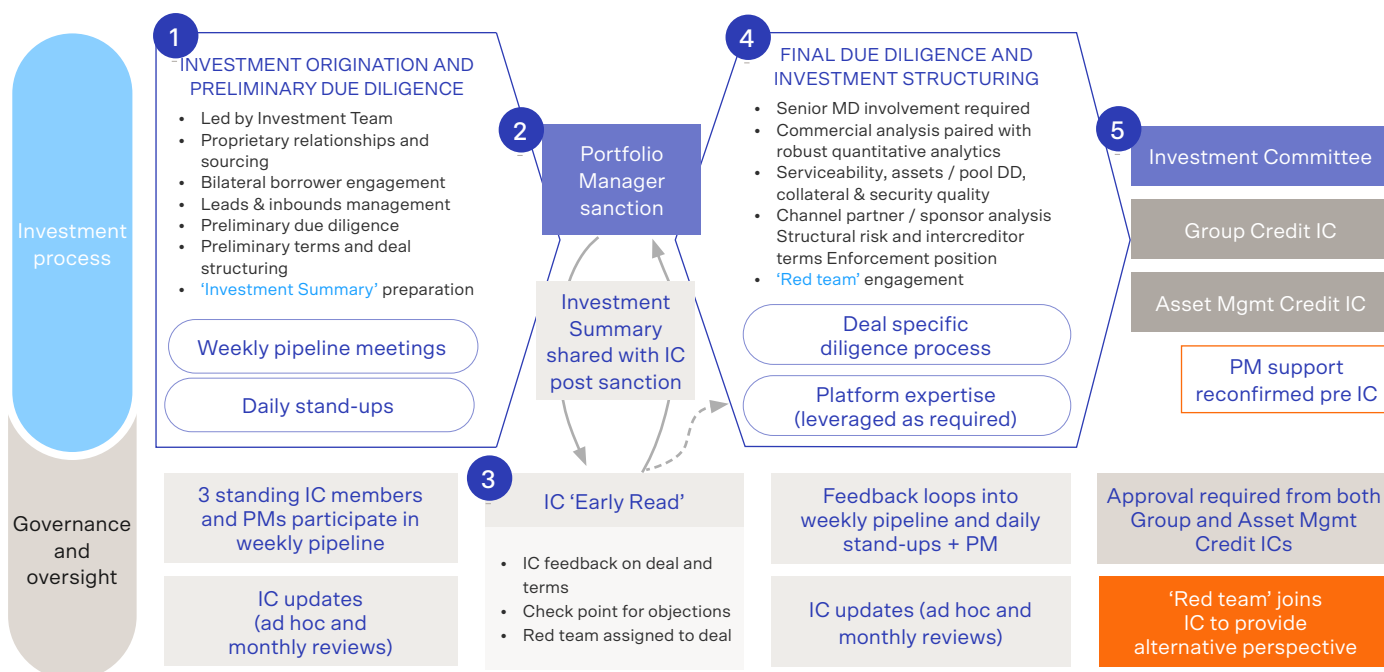 Investment
process
Governance
and
oversight
1
INVESTMENT ORIGINATION AND
PRELIMINARY DUE DILIGENCE
• Led by Investment Team
• Proprietary relationships and
sourcing
• Bilateral borrower engagement
• Leads & inbounds management
• Preliminary due diligence
• Preliminary terms and deal
structuring
• ‘Investment Summary’ preparation
Weekly pipeline meetings
Daily stand-ups
3 standing IC members
and PMs participate in
weekly pipeline
IC updates
(ad hoc and
monthly reviews)
2
Portfolio
Manager
sanction
Investment
Summary
shared with IC
post sanction
3
IC ‘Early Read’
• IC feedback on deal and
terms
• Check point for objections
• Red team assigned to deal
4
FINAL DUE DILIGENCE AND
INVESTMENT STRUCTURING
• Senior MD involvement required
• Commercial analysis paired with
robust quantitative analytics
• Serviceability, assets / pool DD,
collateral & security quality
• Channel partner / sponsor analysis
Structural risk and intercreditor
terms Enforcement position
• ‘Red team’ engagement
Deal specific
diligence process
Platform expertise
(leveraged as required)
Feedback loops into
weekly pipeline and daily
stand-ups + PM
IC updates (ad hoc and
monthly reviews)
5
Investment Committee
Group Credit IC
Asset Mgmt Credit IC
PM support
reconfirmed pre IC
Approval required from both
Group and Asset Mgmt
Credit ICs
‘Red team’ joins
IC to provide
alternative perspective